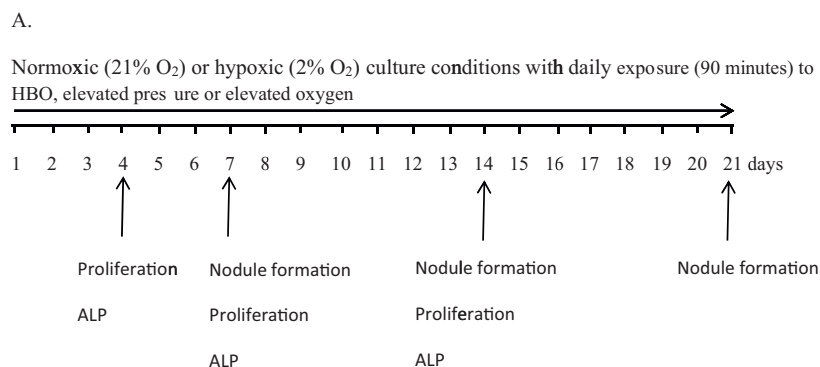 A.
Normoxic (21% O₂) or hypoxic (2% O₂) culture conditions with daily exposure (90 minutes) to
HBO, elevated pres ure or elevated oxygen
1 2 3 4 5 6 7 8 9 10 11 12 13 14 15 16 17 18 19 20 21 days
Proliferation Nodule formation Nodule formation Nodule formation
ALP Proliferation Proliferation
ALP ALP